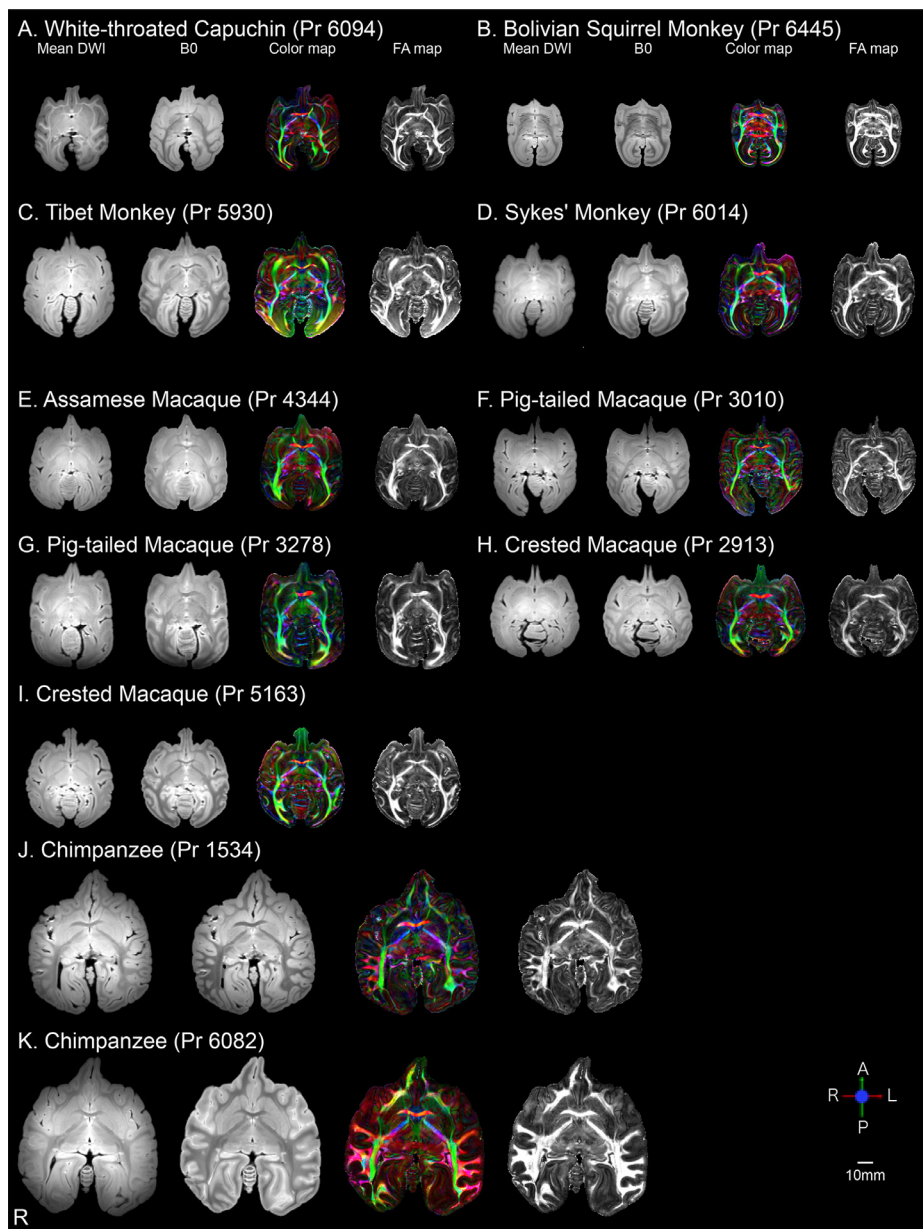 A. White-throated Capuchin (Pr 6094)
B. Bolivian Squirrel Monkey (Pr 6445)
Mean DWI B0 Color map FA map
Mean DWI B0 Color map FA map
C. Tibet Monkey (Pr 5930)
D. Sykes' Monkey (Pr 6014)
E. Assamese Macaque (Pr 4344)
F. Pig-tailed Macaque (Pr 3010)
G. Pig-tailed Macaque (Pr 3278)
H. Crested Macaque (Pr 2913)
I. Crested Macaque (Pr 5163)
J. Chimpanzee (Pr 1534)
K. Chimpanzee (Pr 6082)
A
R L
P
10mm
R